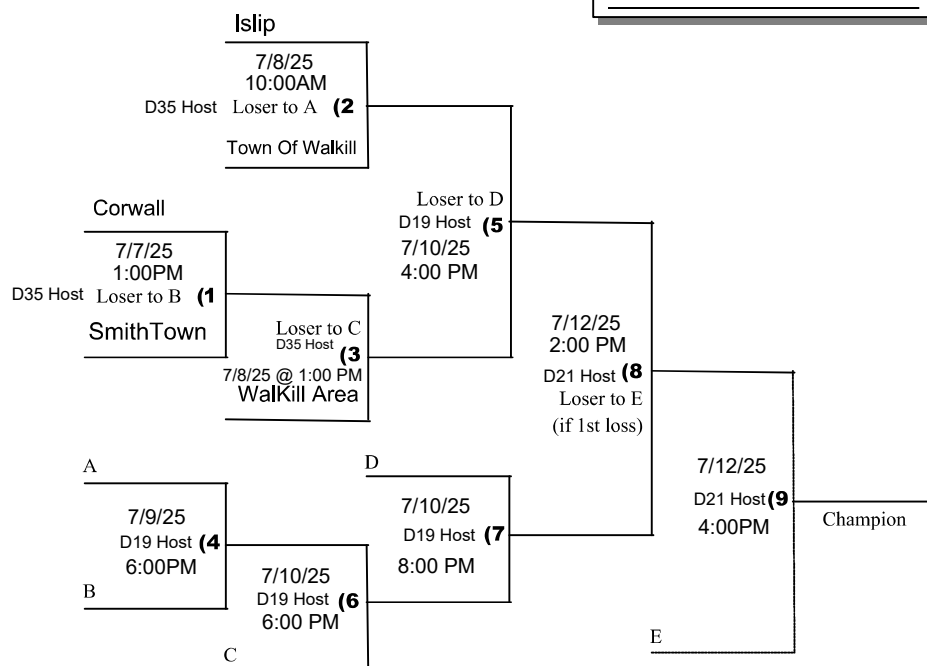 Islip
7/8/25
10:00AM
D35 Host Loser to A (2
Town Of Walkill
Corwall
7/7/25
1:00PM
D35 Host Loser to B (1
SmithTown
Loser to C
D35 Host
(3
7/8/25 @ 1:00 PM
WalKill Area
Loser to D
D19 Host (5
7/10/25
4:00 PM
7/12/25
2:00 PM
D21 Host (8
Loser to E
(if 1st loss)
A
7/9/25
D19 Host (4
6:00PM
B
7/10/25
D19 Host (6
6:00 PM
C
D
7/10/25
D19 Host (7
8:00 PM
7/12/25
D21 Host (9
4:00PM
Champion
E